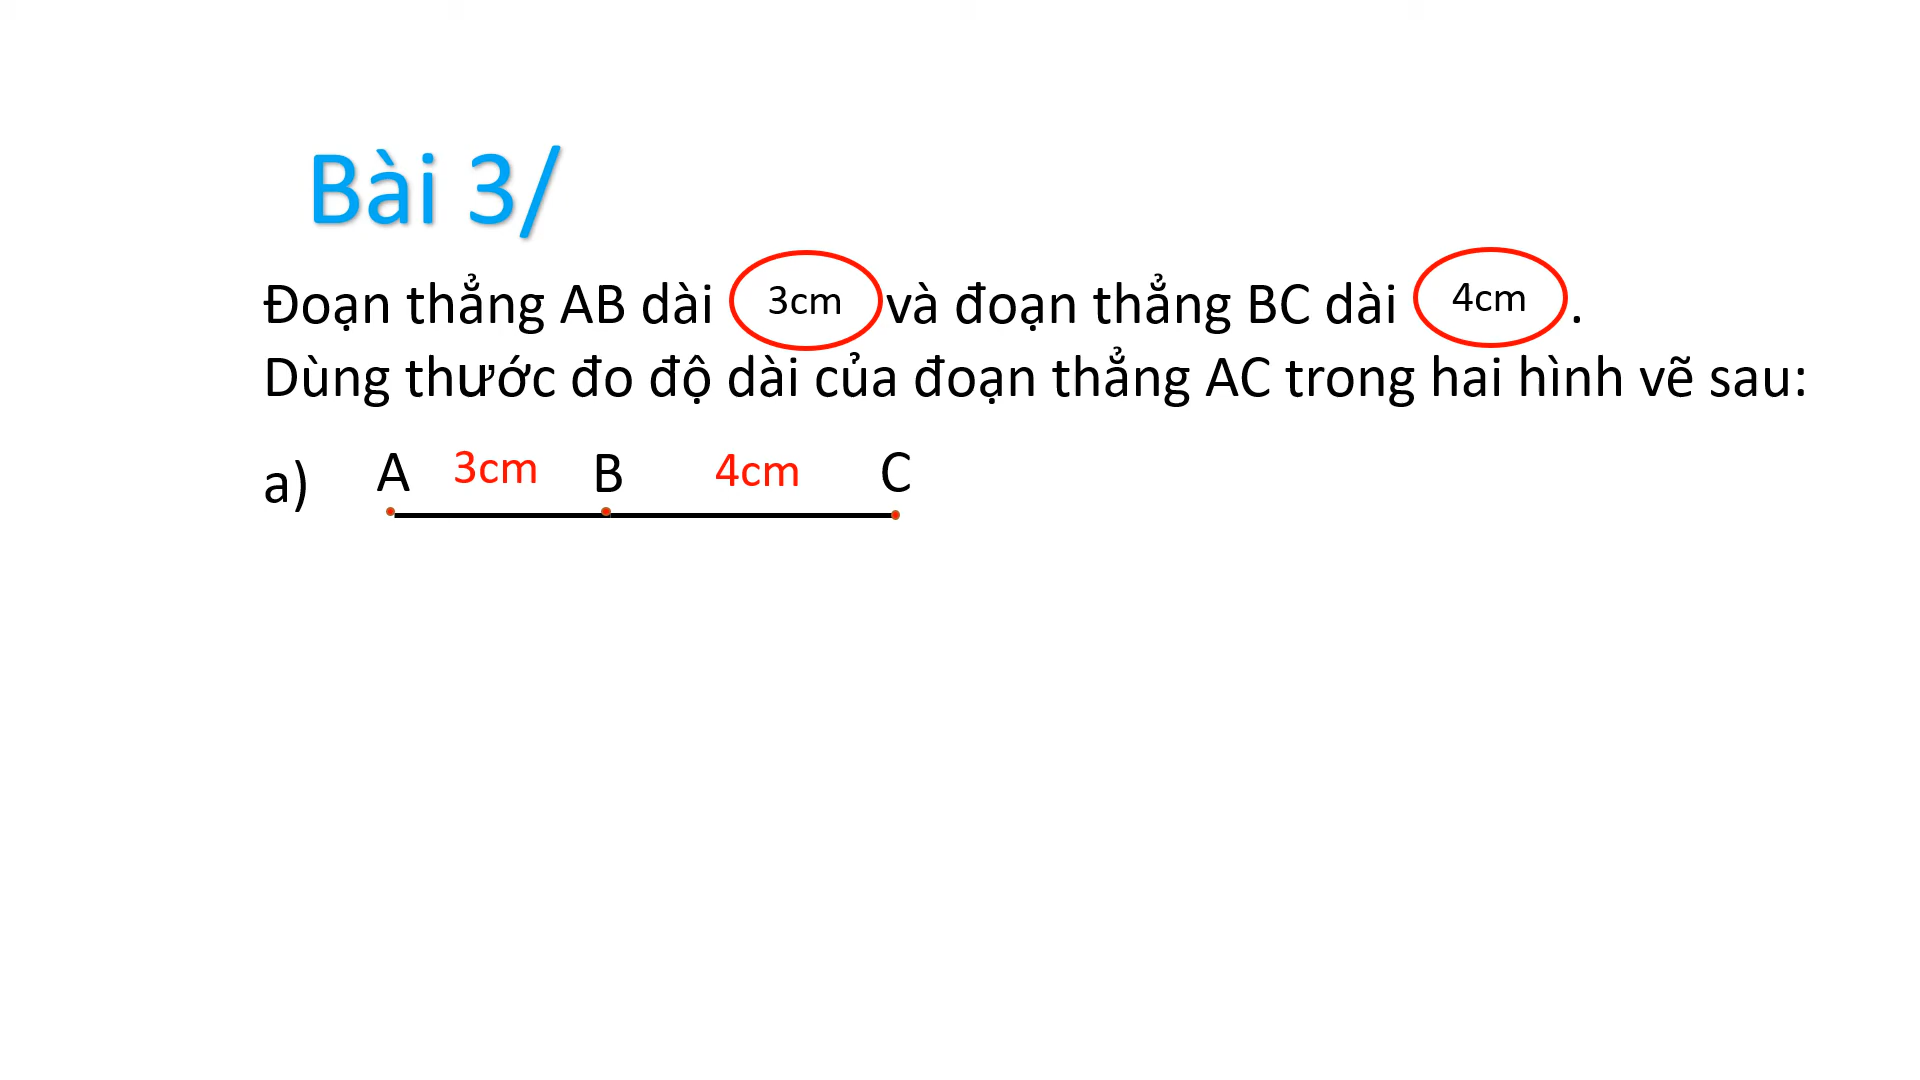 Bài 3/
Đoạn thẳng AB dài 3cm và đoạn thẳng BC dài 4cm .
Dùng thước đo độ dài của đoạn thẳng AC trong hai hình vẽ sau:
a) A 3cm B 4cm C